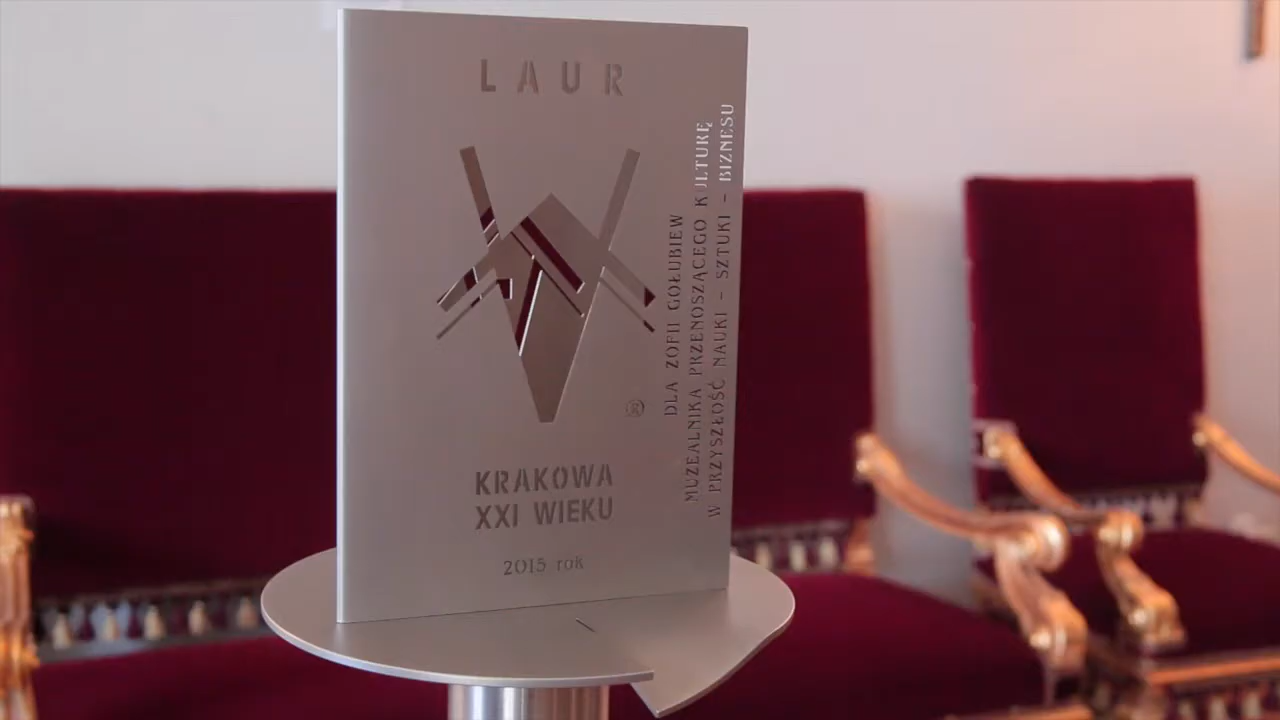 LAUR
®
KRAKOWA
XXI WIEKU
2015 rok
DLA ZOFII GOŁUBIEW
MUZEALNIKA PRZENOSZĄCEGO KULTURĘ
W PRZYSZŁOŚĆ NAUKI – SZTUKI – BIZNESU